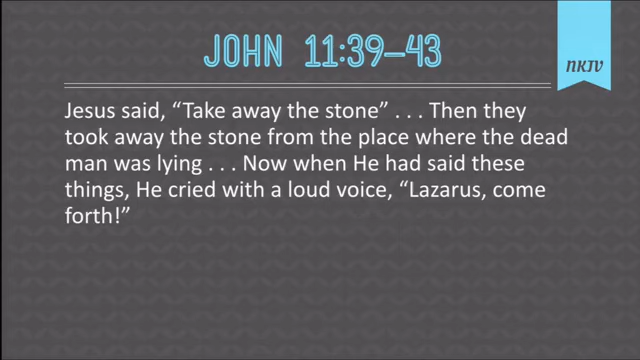 JOHN 11:39–43
NKJV
Jesus said, “Take away the stone” . . . Then they
took away the stone from the place where the dead
man was lying . . . Now when He had said these
things, He cried with a loud voice, “Lazarus, come
forth!”